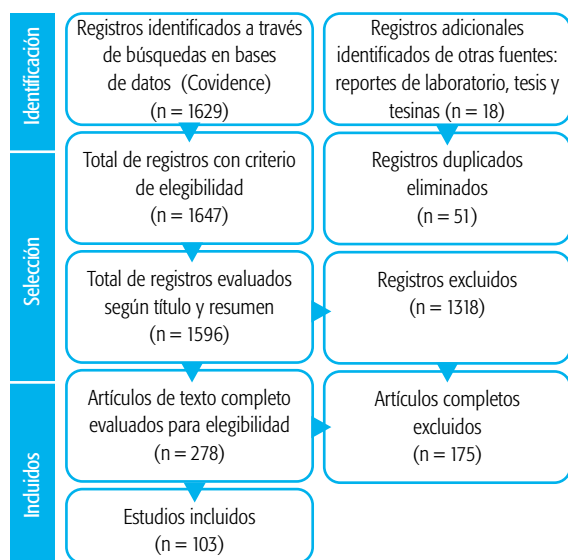 Identificación
Registros identificados a través
de búsquedas en bases
de datos (Covidence)
(n = 1629)
Registros adicionales
identificados de otras fuentes:
reportes de laboratorio, tesis y
tesinas (n = 18)
Selección
Total de registros con criterio
de elegibilidad
(n = 1647)
Registros duplicados
eliminados
(n = 51)
Total de registros evaluados
según título y resumen
(n = 1596)
Registros excluidos
(n = 1318)
Incluidos
Artículos de texto completo
evaluados para elegibilidad
(n = 278)
Artículos completos
excluidos
(n = 175)
Estudios incluidos
(n = 103)